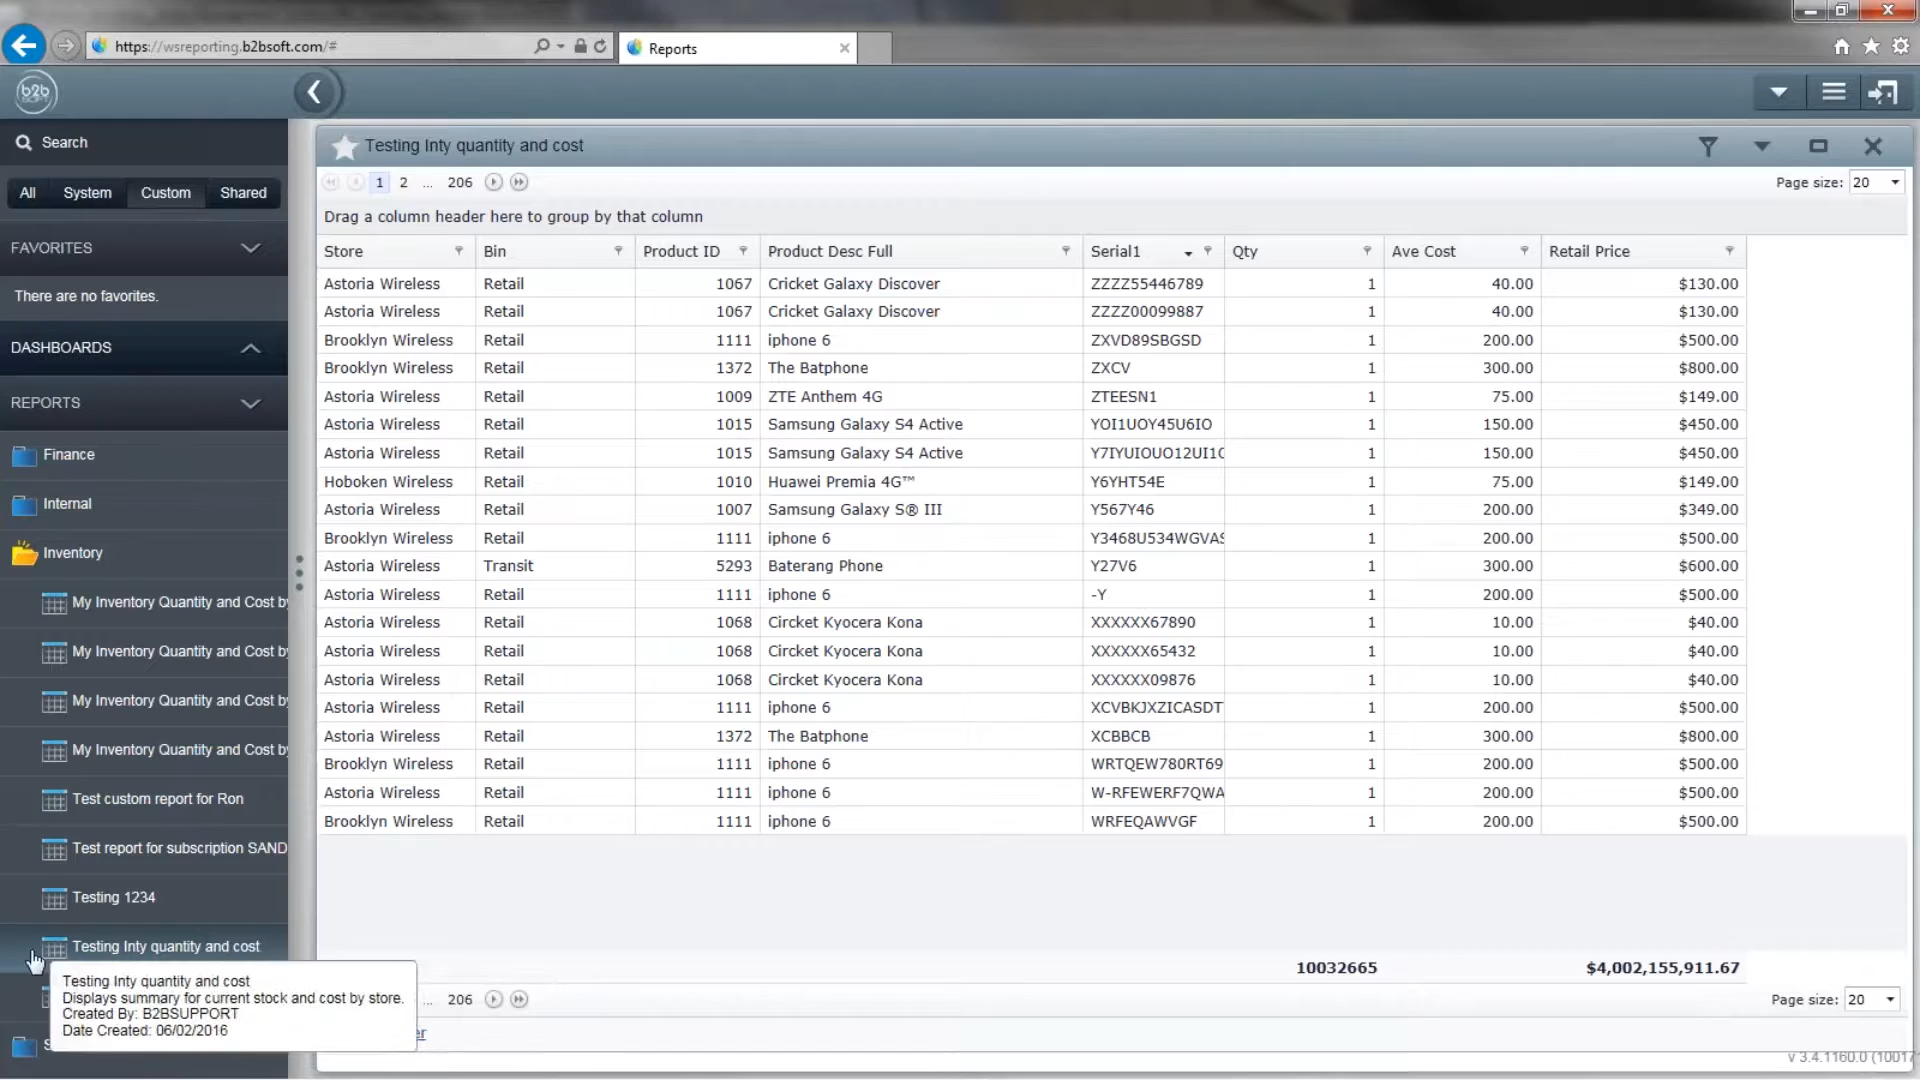 https://wsreporting.b2bsoft.com/#
Reports
b2b
SOFT
Search
All System Custom Shared
FAVORITES
There are no favorites.
DASHBOARDS
REPORTS
Finance
Internal
Inventory
My Inventory Quantity and Cost by
My Inventory Quantity and Cost by
My Inventory Quantity and Cost by
My Inventory Quantity and Cost by
Test custom report for Ron
Test report for subscription SAND
Testing 1234
Testing Inty quantity and cost
Testing Inty quantity and cost
Displays summary for current stock and cost by store.
Created By: B2BSUPPORT
Date Created: 06/02/2016
S
Testing Inty quantity and cost
1 2 ... 206 Page size: 20
Drag a column header here to group by that column
Store Bin Product ID Product Desc Full Serial1 Qty Ave Cost Retail Price
Astoria Wireless Retail 1067 Cricket Galaxy Discover ZZZZ55446789 1 40.00 $130.00
Astoria Wireless Retail 1067 Cricket Galaxy Discover ZZZZ00099887 1 40.00 $130.00
Brooklyn Wireless Retail 1111 iphone 6 ZXVD89SBGSD 1 200.00 $500.00
Brooklyn Wireless Retail 1372 The Batphone ZXCV 1 300.00 $800.00
Astoria Wireless Retail 1009 ZTE Anthem 4G ZTEESN1 1 75.00 $149.00
Astoria Wireless Retail 1015 Samsung Galaxy S4 Active YOI1UOY45U6IO 1 150.00 $450.00
Astoria Wireless Retail 1015 Samsung Galaxy S4 Active Y7IYUIOUO12UI1C 1 150.00 $450.00
Hoboken Wireless Retail 1010 Huawei Premia 4G™ Y6YHT54E 1 75.00 $149.00
Astoria Wireless Retail 1007 Samsung Galaxy S® III Y567Y46 1 200.00 $349.00
Brooklyn Wireless Retail 1111 iphone 6 Y3468U534WGVAS 1 200.00 $500.00
Astoria Wireless Transit 5293 Baterang Phone Y27V6 1 300.00 $600.00
Astoria Wireless Retail 1111 iphone 6 -Y 1 200.00 $500.00
Astoria Wireless Retail 1068 Circket Kyocera Kona XXXXXX67890 1 10.00 $40.00
Astoria Wireless Retail 1068 Circket Kyocera Kona XXXXXX65432 1 10.00 $40.00
Astoria Wireless Retail 1068 Circket Kyocera Kona XXXXXX09876 1 10.00 $40.00
Astoria Wireless Retail 1111 iphone 6 XCVBKJXZICASDT 1 200.00 $500.00
Astoria Wireless Retail 1372 The Batphone XCBBCB 1 300.00 $800.00
Brooklyn Wireless Retail 1111 iphone 6 WRTQEW780RT69 1 200.00 $500.00
Astoria Wireless Retail 1111 iphone 6 W-RFEWERF7QWA 1 200.00 $500.00
Brooklyn Wireless Retail 1111 iphone 6 WRFEQAWVGF 1 200.00 $500.00
10032665 $4,002,155,911.67
... 206 Page size: 20
er
v 3.4.1160.0 (10017